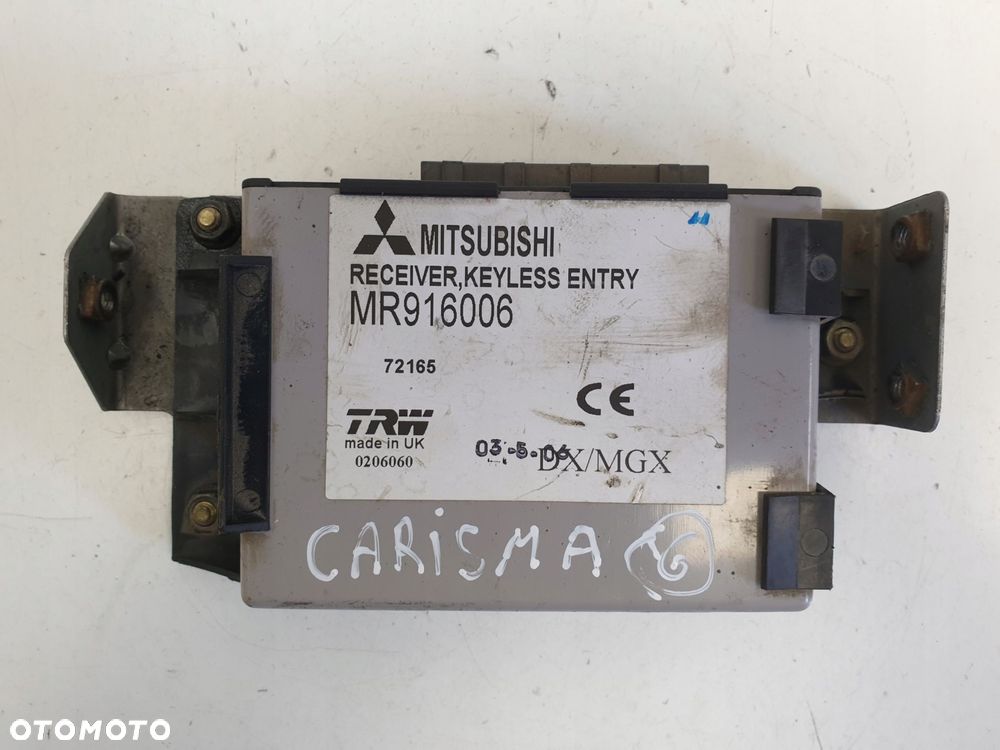 MITSUBISHI
RECEIVER,KEYLESS ENTRY
MR916006
72165
CE
TRW
made in UK
0206060
03-5-06
DX/MGX
CARISMA
OTOMOTO